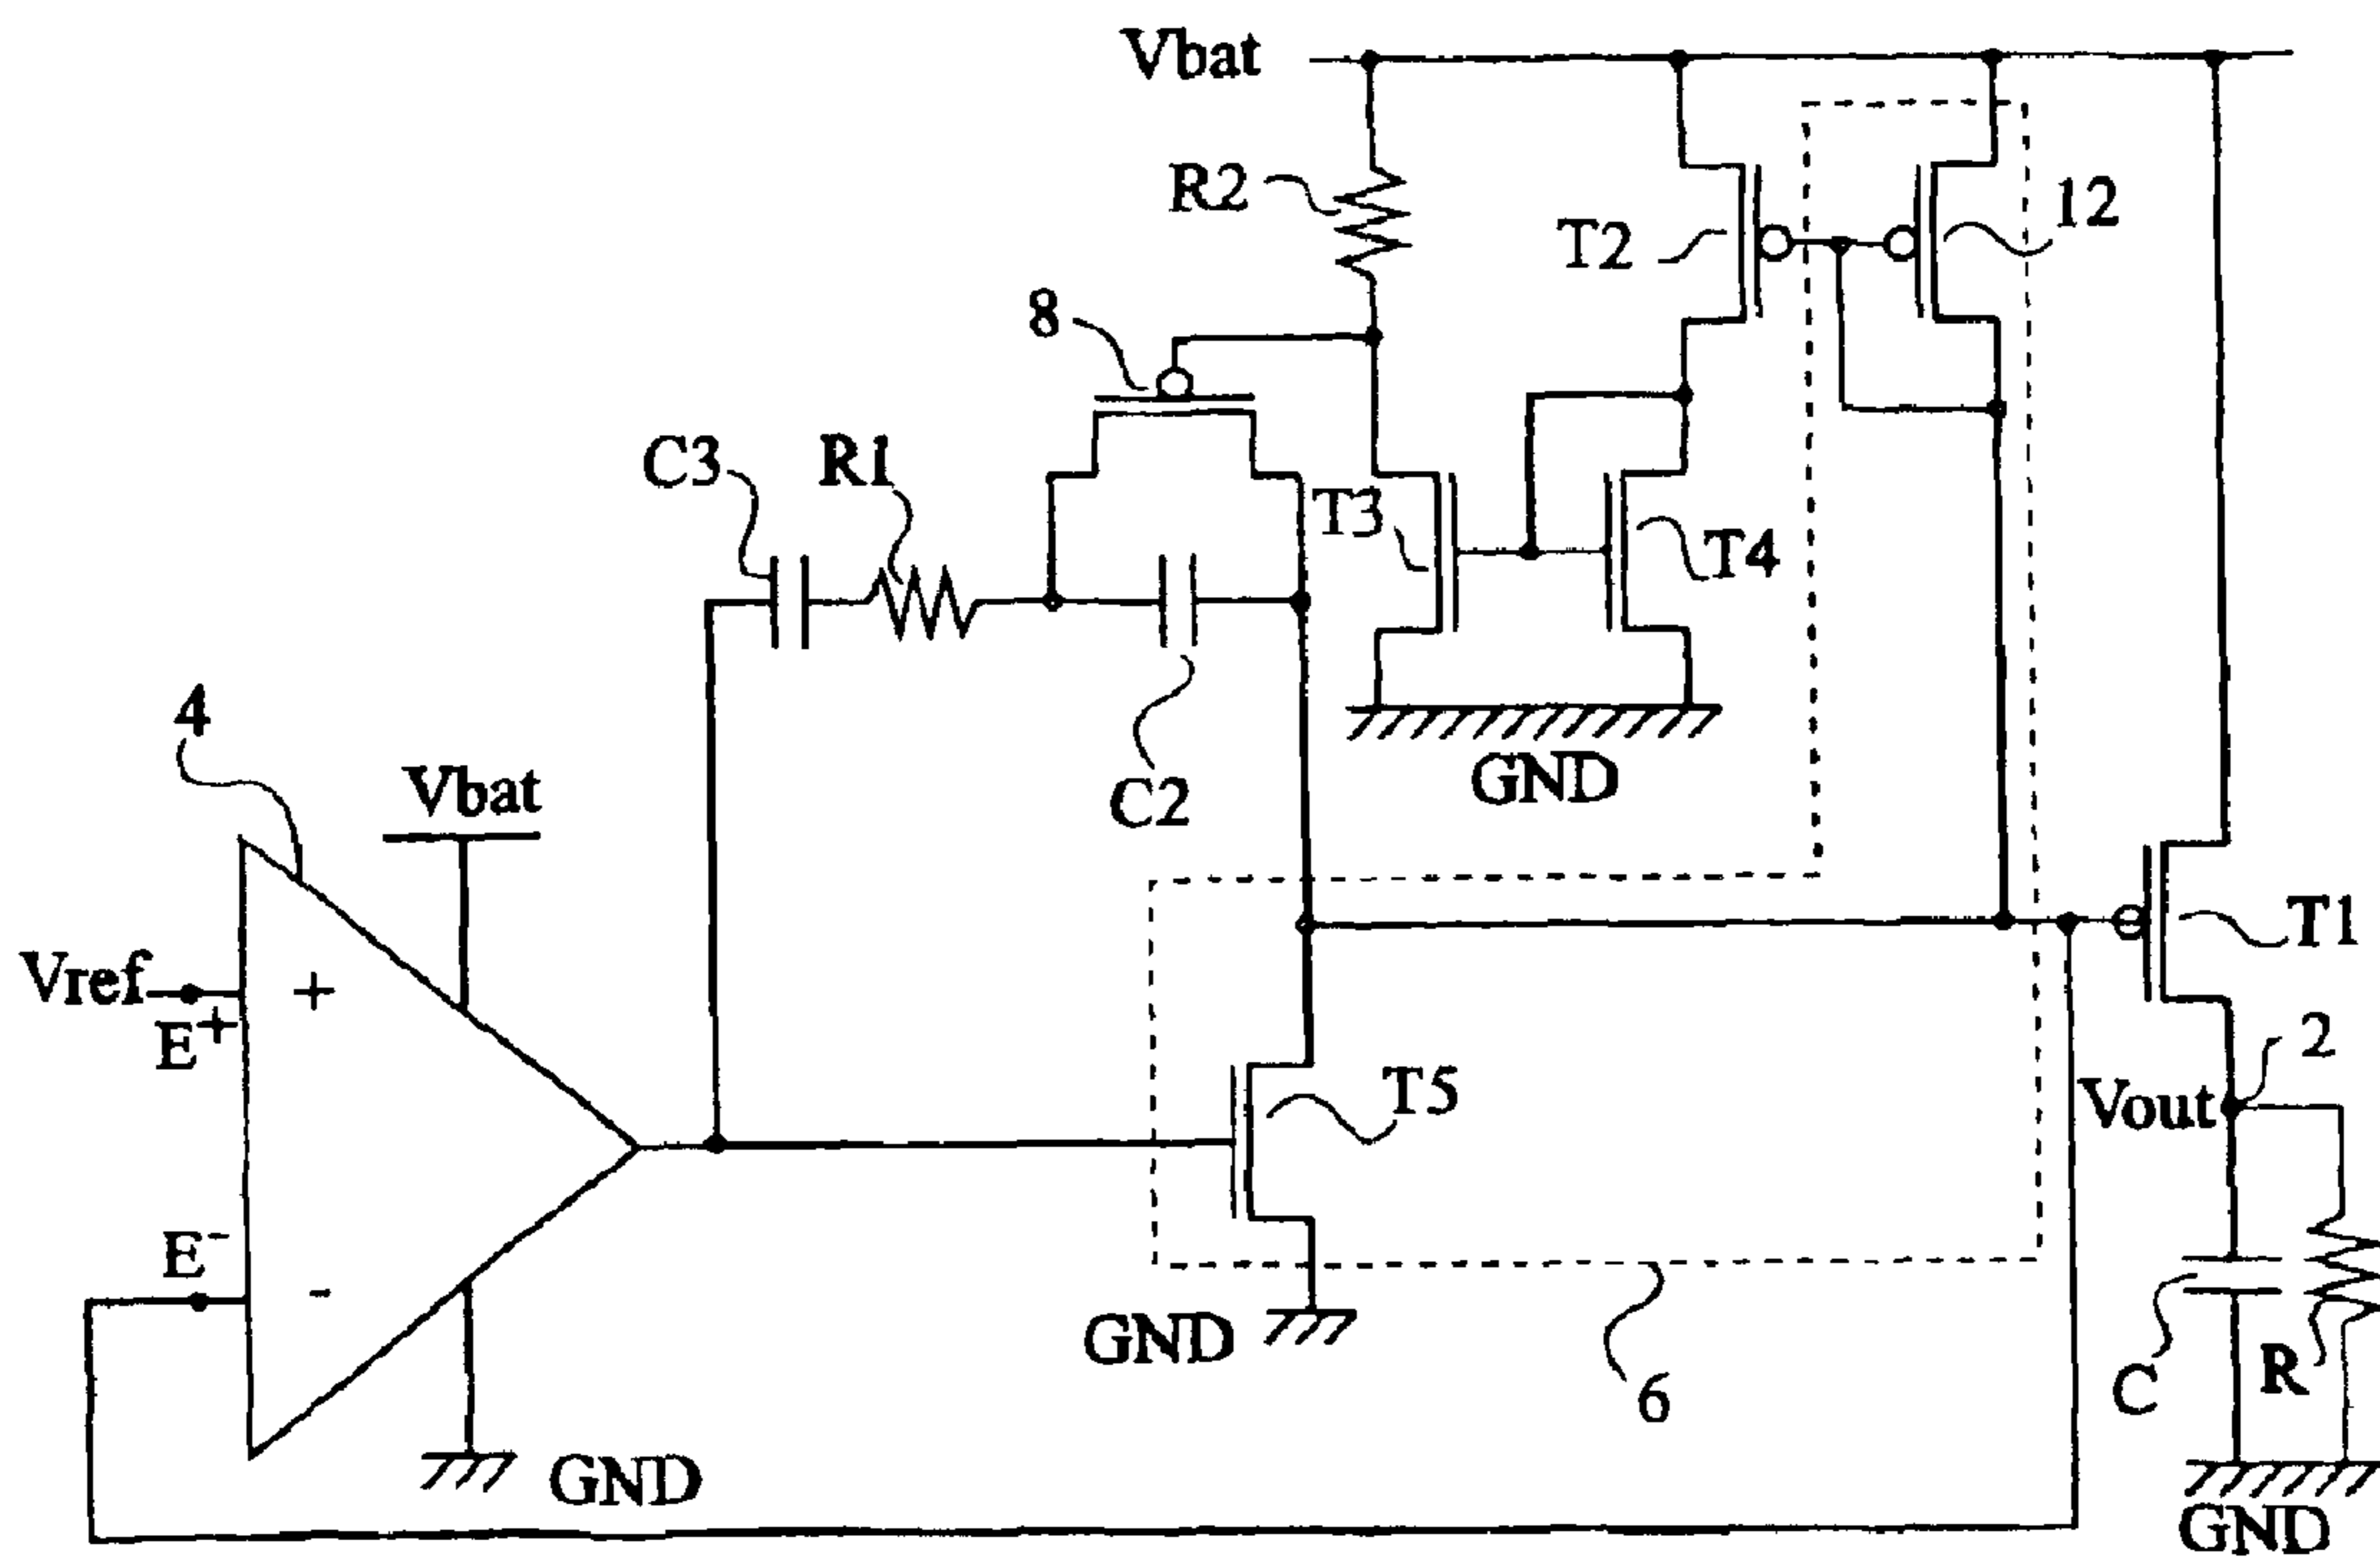 Vbat
R2
T2
12
8
C3
R1
T3
T4
4
Vbat
C2
GND
Vref
E+
+
T1
2
T5
Vout
E-
-
GND
6
C
R
GND
GND